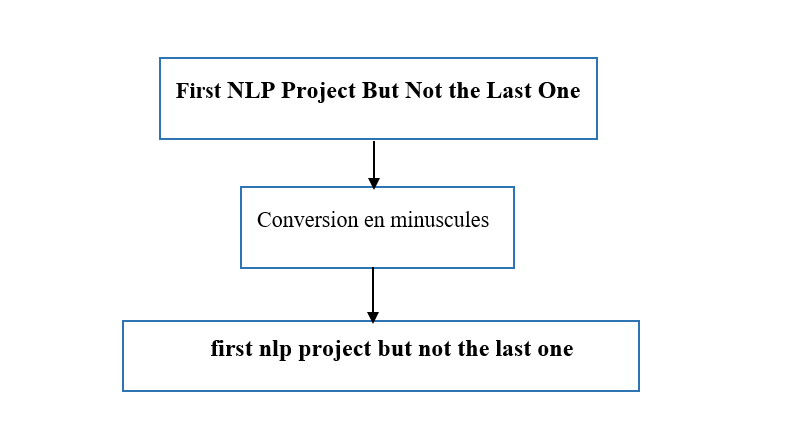 First NLP Project But Not the Last One
Conversion en minuscules
first nlp project but not the last one